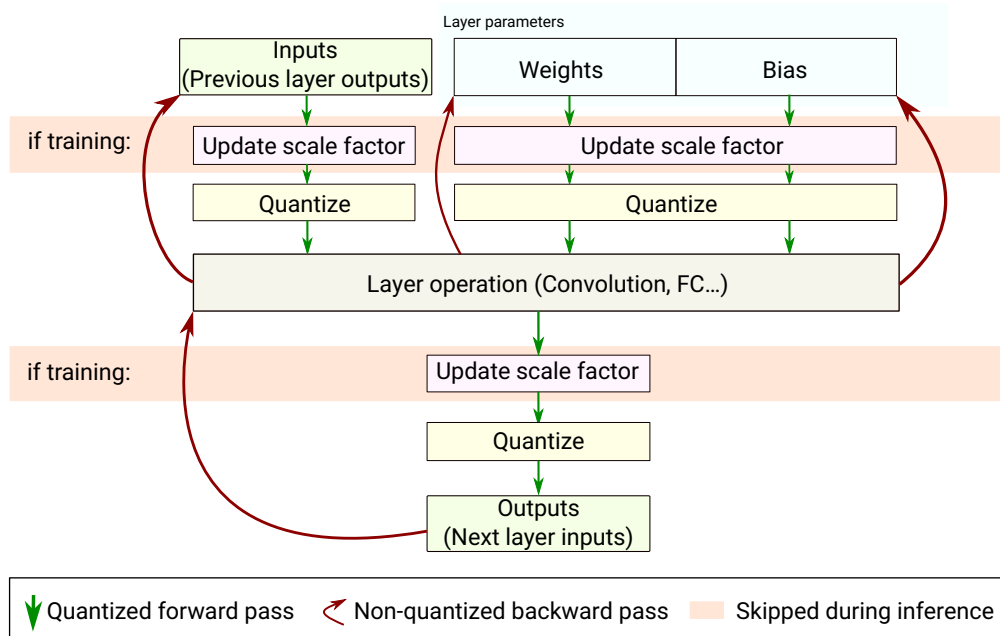 Layer parameters
Inputs
(Previous layer outputs)
Weights
Bias
if training:
Update scale factor
Update scale factor
Quantize
Quantize
Layer operation (Convolution, FC...)
if training:
Update scale factor
Quantize
Outputs
(Next layer inputs)
Quantized forward pass
Non-quantized backward pass
Skipped during inference